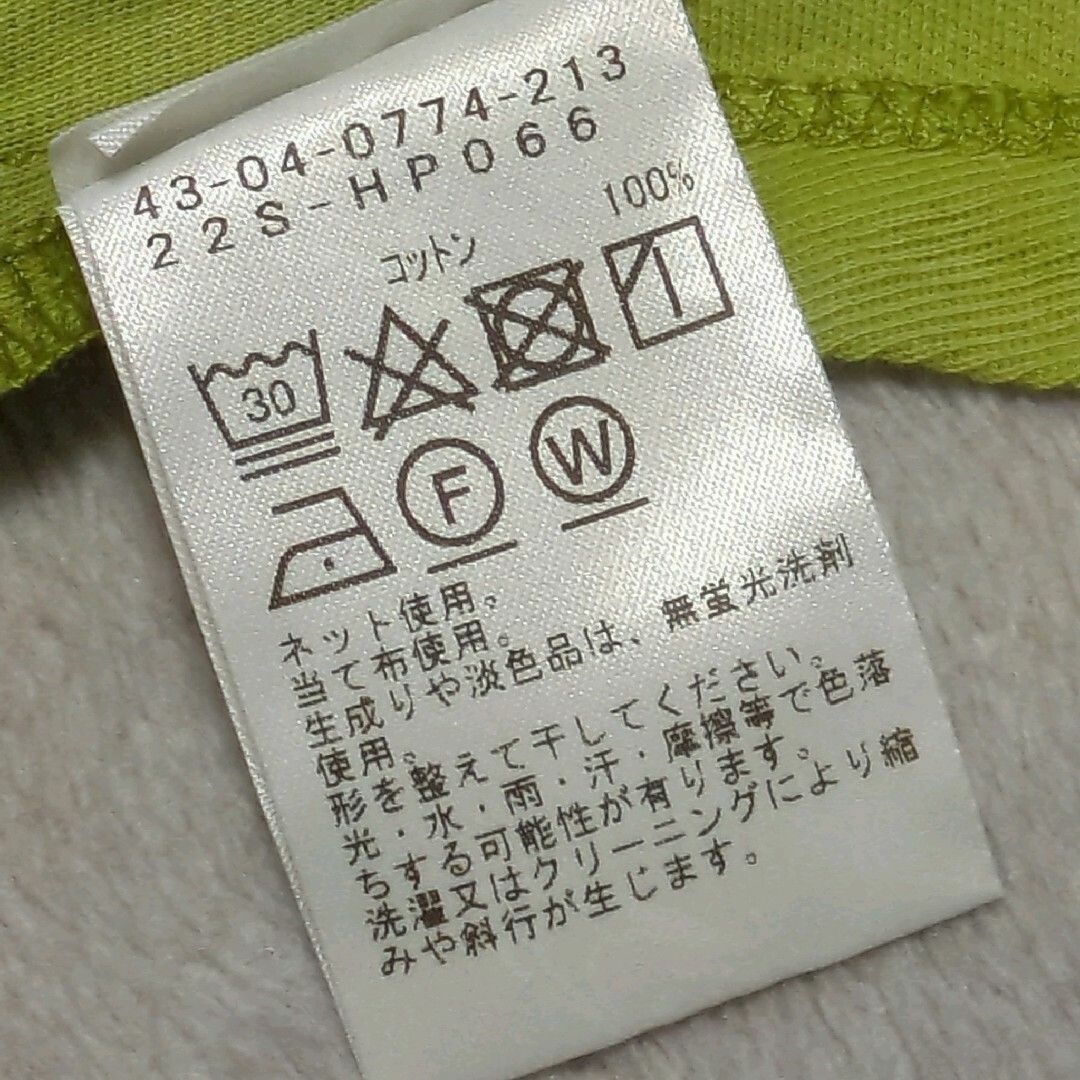 43-04-0774-213
22S-HP066
コットン 100%
30
F W
ネット使用。
当て布使用。
生成りや淡色品は、無蛍光洗剤
使用。
形を整えて干してください。
光・水・雨・汗・摩擦等で色落
ちする可能性が有ります。
洗濯又はクリーニングにより縮
みや斜行が生じます。